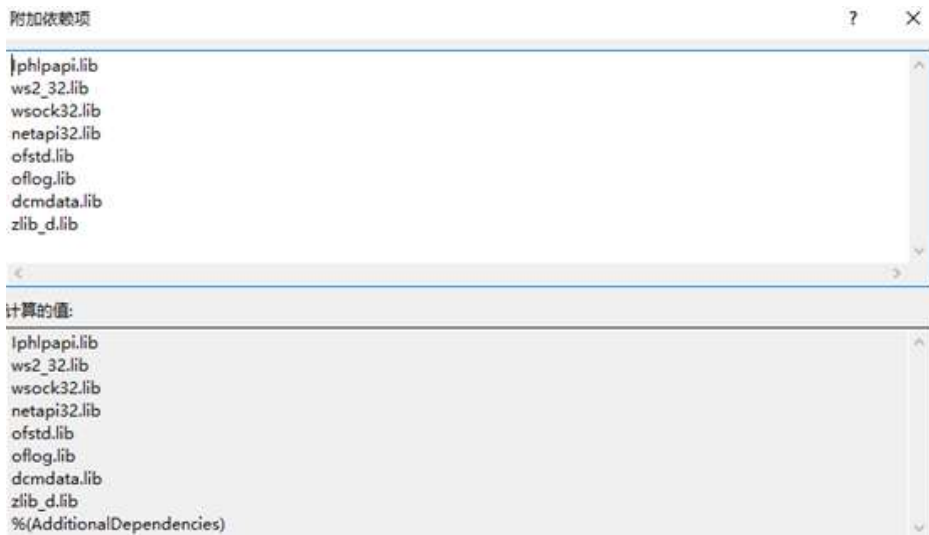 附加依赖项
Iphlpapi.lib
ws2_32.lib
wsock32.lib
netapi32.lib
ofstd.lib
oflog.lib
dcmdata.lib
zlib_d.lib
计算的值:
Iphlpapi.lib
ws2_32.lib
wsock32.lib
netapi32.lib
ofstd.lib
oflog.lib
dcmdata.lib
zlib_d.lib
%(AdditionalDependencies)